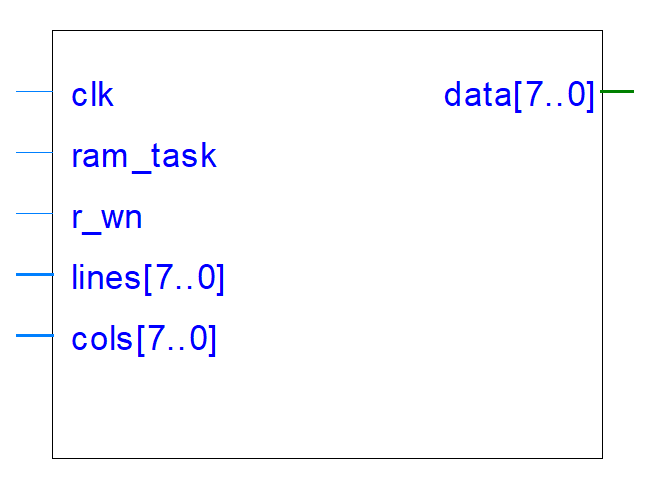 clk
data[7..0]
ram_task
r_wn
lines[7..0]
cols[7..0]